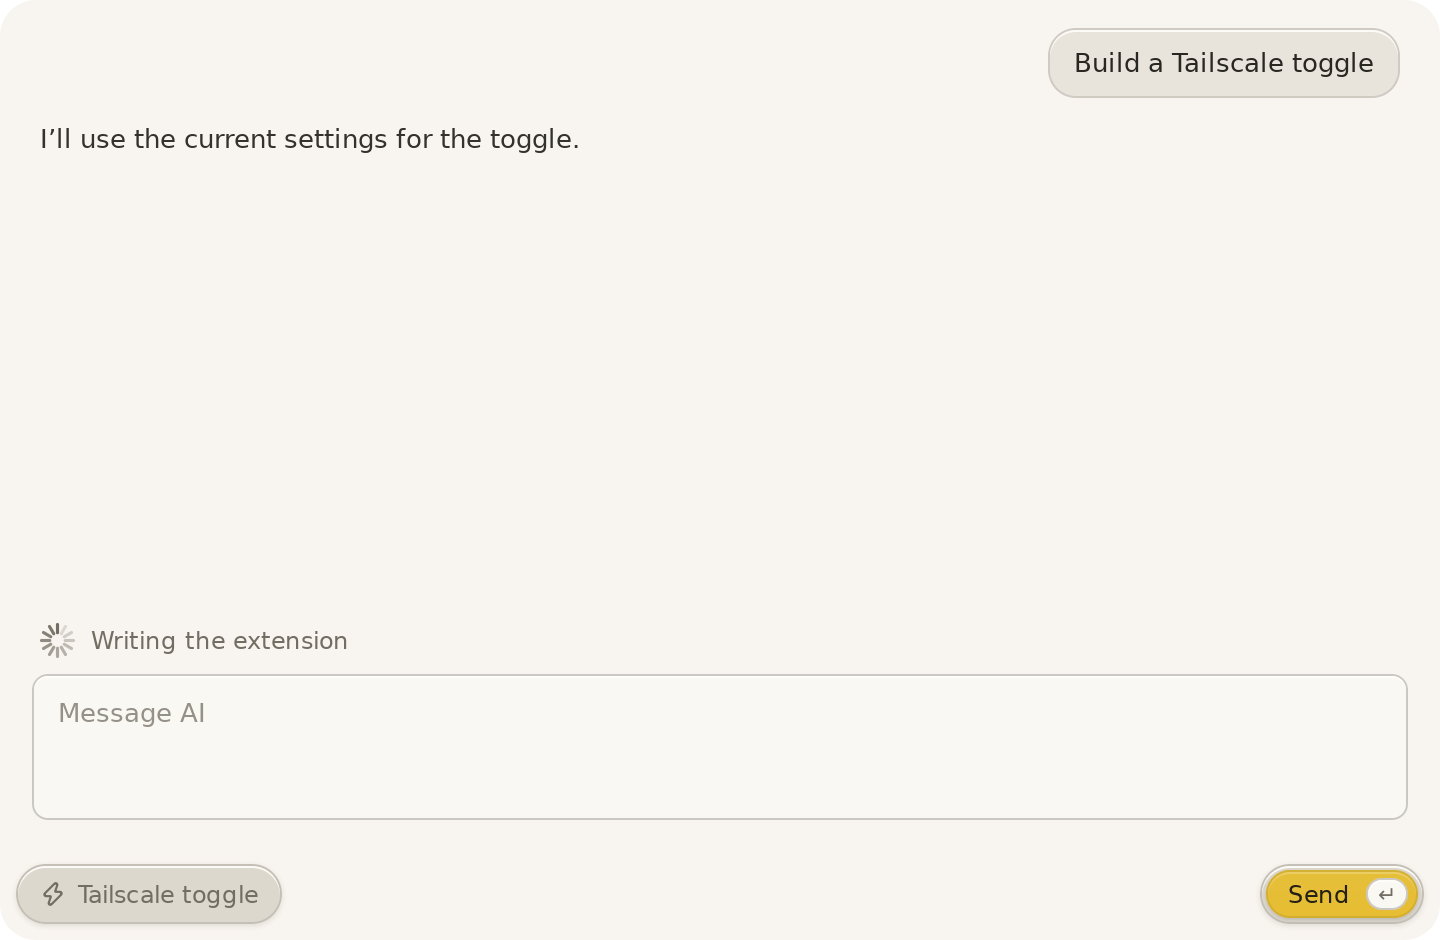 Build a Tailscale toggle
I’ll use the current settings for the toggle.
Writing the extension
Message AI
Tailscale toggle
Send